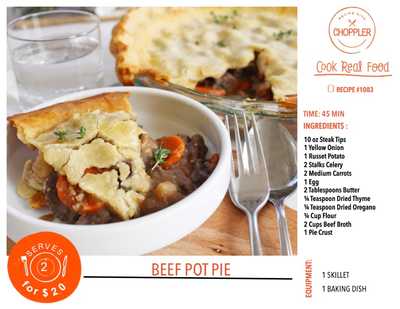 RECIPE WITH
CHOPPLER
Cook Real Food
RECIPE #1083
TIME: 45 MIN
INGREDIENTS :
10 oz Steak Tips
1 Yellow Onion
1 Russet Potato
2 Stalks Celery
2 Medium Carrots
1 Egg
2 Tablespoons Butter
¼ Teaspoon Dried Thyme
¼ Teaspoon Dried Oregano
¼ Cup Flour
2 Cups Beef Broth
1 Pie Crust
EQUIPMENT:
1 SKILLET
1 BAKING DISH
BEEF POT PIE
SERVES
2
for $20